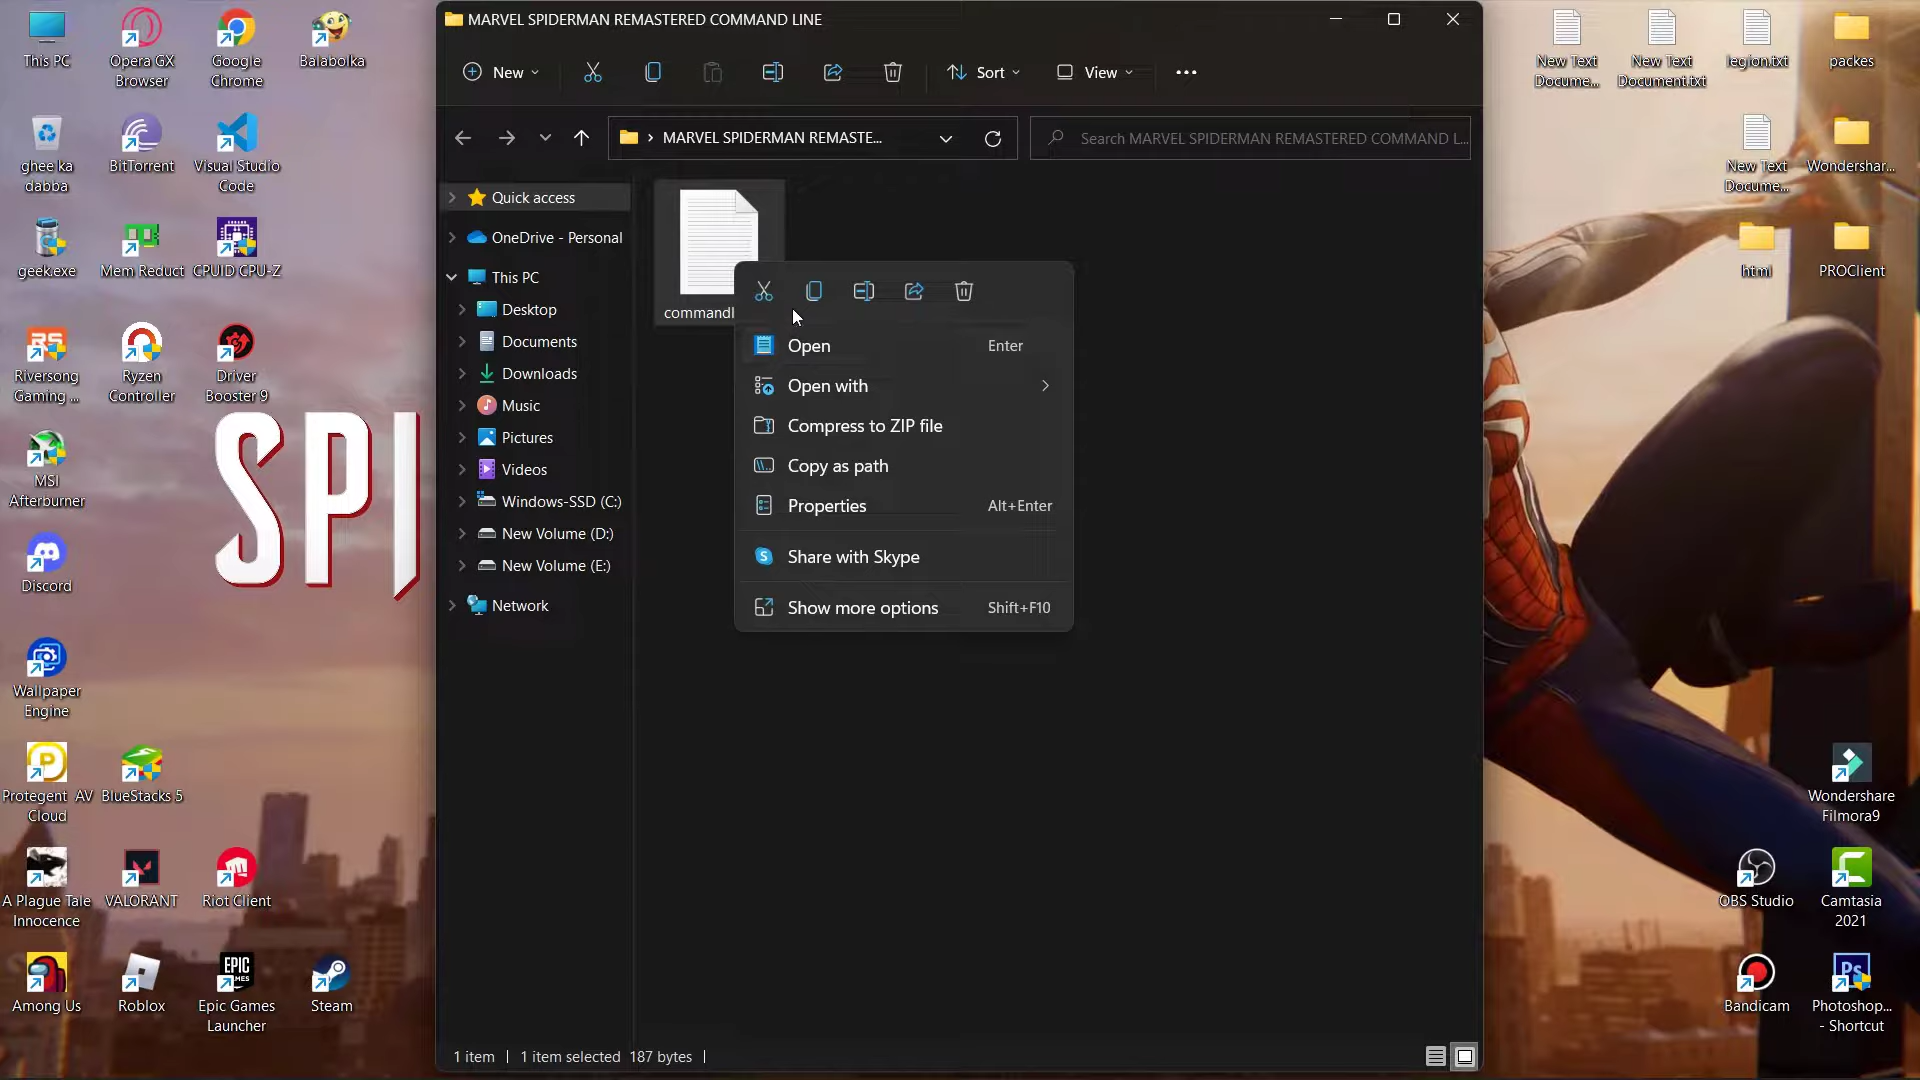 This PC
Opera GX
Browser
Google
Chrome
Balabolka
ghee ka
dabba
BitTorrent
Visual Studio
Code
geek.exe
Mem Reduct
CPUID CPU-Z
Riversong
Gaming ...
Ryzen
Controller
Driver
Booster 9
MSI
Afterburner
Discord
Wallpaper
Engine
Protegent AV
Cloud
BlueStacks 5
A Plague Tale
Innocence
VALORANT
Riot Client
Among Us
Roblox
Epic Games
Launcher
Steam
SPI
MARVEL SPIDERMAN REMASTERED COMMAND LINE
New
Sort
View
MARVEL SPIDERMAN REMASTE...
Search MARVEL SPIDERMAN REMASTERED COMMAND L...
Quick access
OneDrive - Personal
This PC
Desktop
Documents
Downloads
Music
Pictures
Videos
Windows-SSD (C:)
New Volume (D:)
New Volume (E:)
Network
Open Enter
Open with
Compress to ZIP file
Copy as path
Properties Alt+Enter
Share with Skype
Show more options Shift+F10
1 item | 1 item selected 187 bytes |
New Text
Docume...
New Text
Document.txt
legion.txt
packes
New Text
Docume...
Wondershar...
html
PROClient
Wondershare
Filmora9
OBS Studio
Camtasia
2021
Bandicam
Photoshop...
- Shortcut